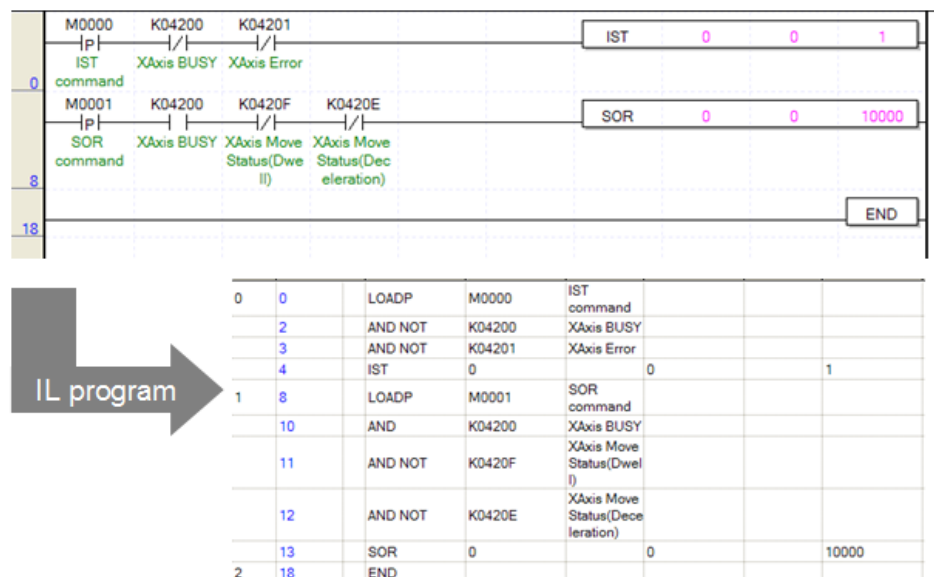 M0000 K04200 K04201
P
IST 0 0 1
IST XAxis BUSY XAxis Error
command
0
M0001 K04200 K0420F K0420E
P
SOR 0 0 10000
SOR XAxis BUSY XAxis Move XAxis Move
command Status(Dwe Status(Dec
ll) eleration)
8
END
18
IL program
0 0 LOADP M0000 IST
command
2 AND NOT K04200 XAxis BUSY
3 AND NOT K04201 XAxis Error
4 IST 0 0 1
1 8 LOADP M0001 SOR
command
10 AND K04200 XAxis BUSY
XAxis Move
11 AND NOT K0420F Status(Dwel
l)
XAxis Move
12 AND NOT K0420E Status(Dece
leration)
13 SOR 0 0 10000
2 18 END